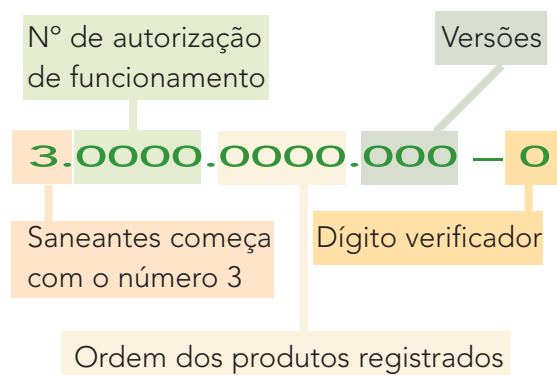 Nº de autorização
de funcionamento
Versões
3.0000.0000.000 – 0
Saneantes começa
com o número 3
Dígito verificador
Ordem dos produtos registrados